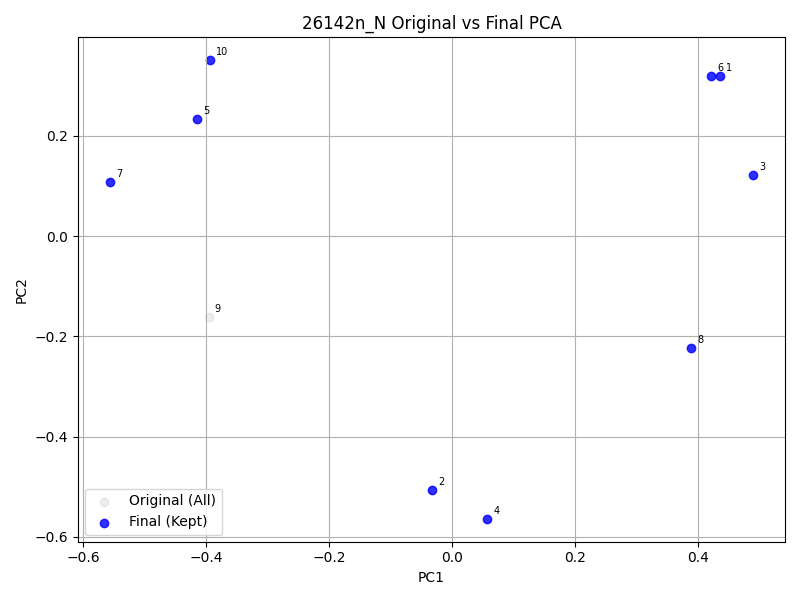 26142n_N Original vs Final PCA
10
6 1
5
3
7
9
8
2
4
0.2
0.0
−0.2
−0.4
−0.6
PC2
Original (All)
Final (Kept)
−0.6 −0.4 −0.2 0.0 0.2 0.4
PC1